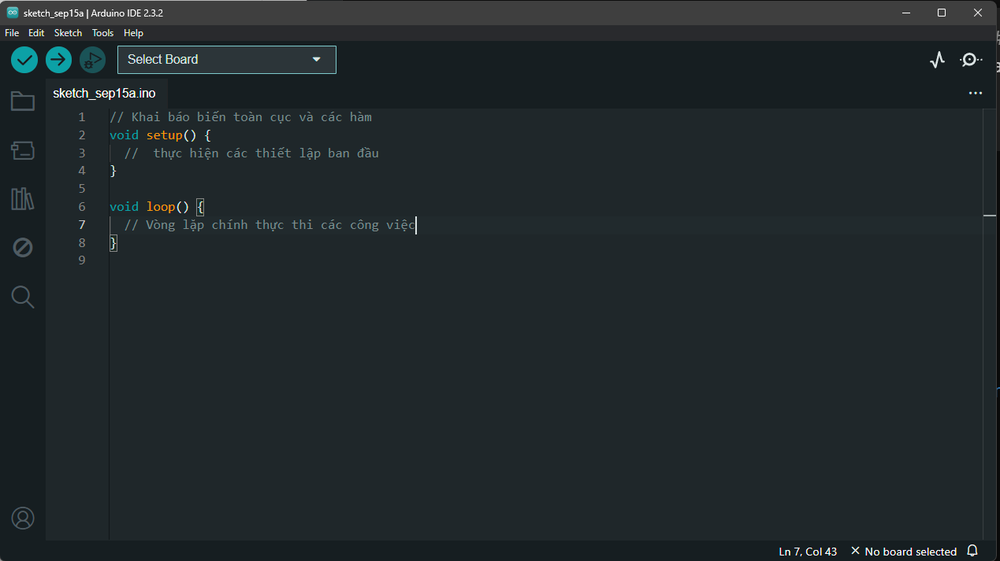 sketch_sep15a | Arduino IDE 2.3.2
File Edit Sketch Tools Help
Select Board
sketch_sep15a.ino
1 // Khai báo biến toàn cục và các hàm
2 void setup() {
3 // thực hiện các thiết lập ban đầu
4 }
5
6 void loop() {
7 // Vòng lặp chính thực thi các công việc
8 }
9
Ln 7, Col 43 × No board selected